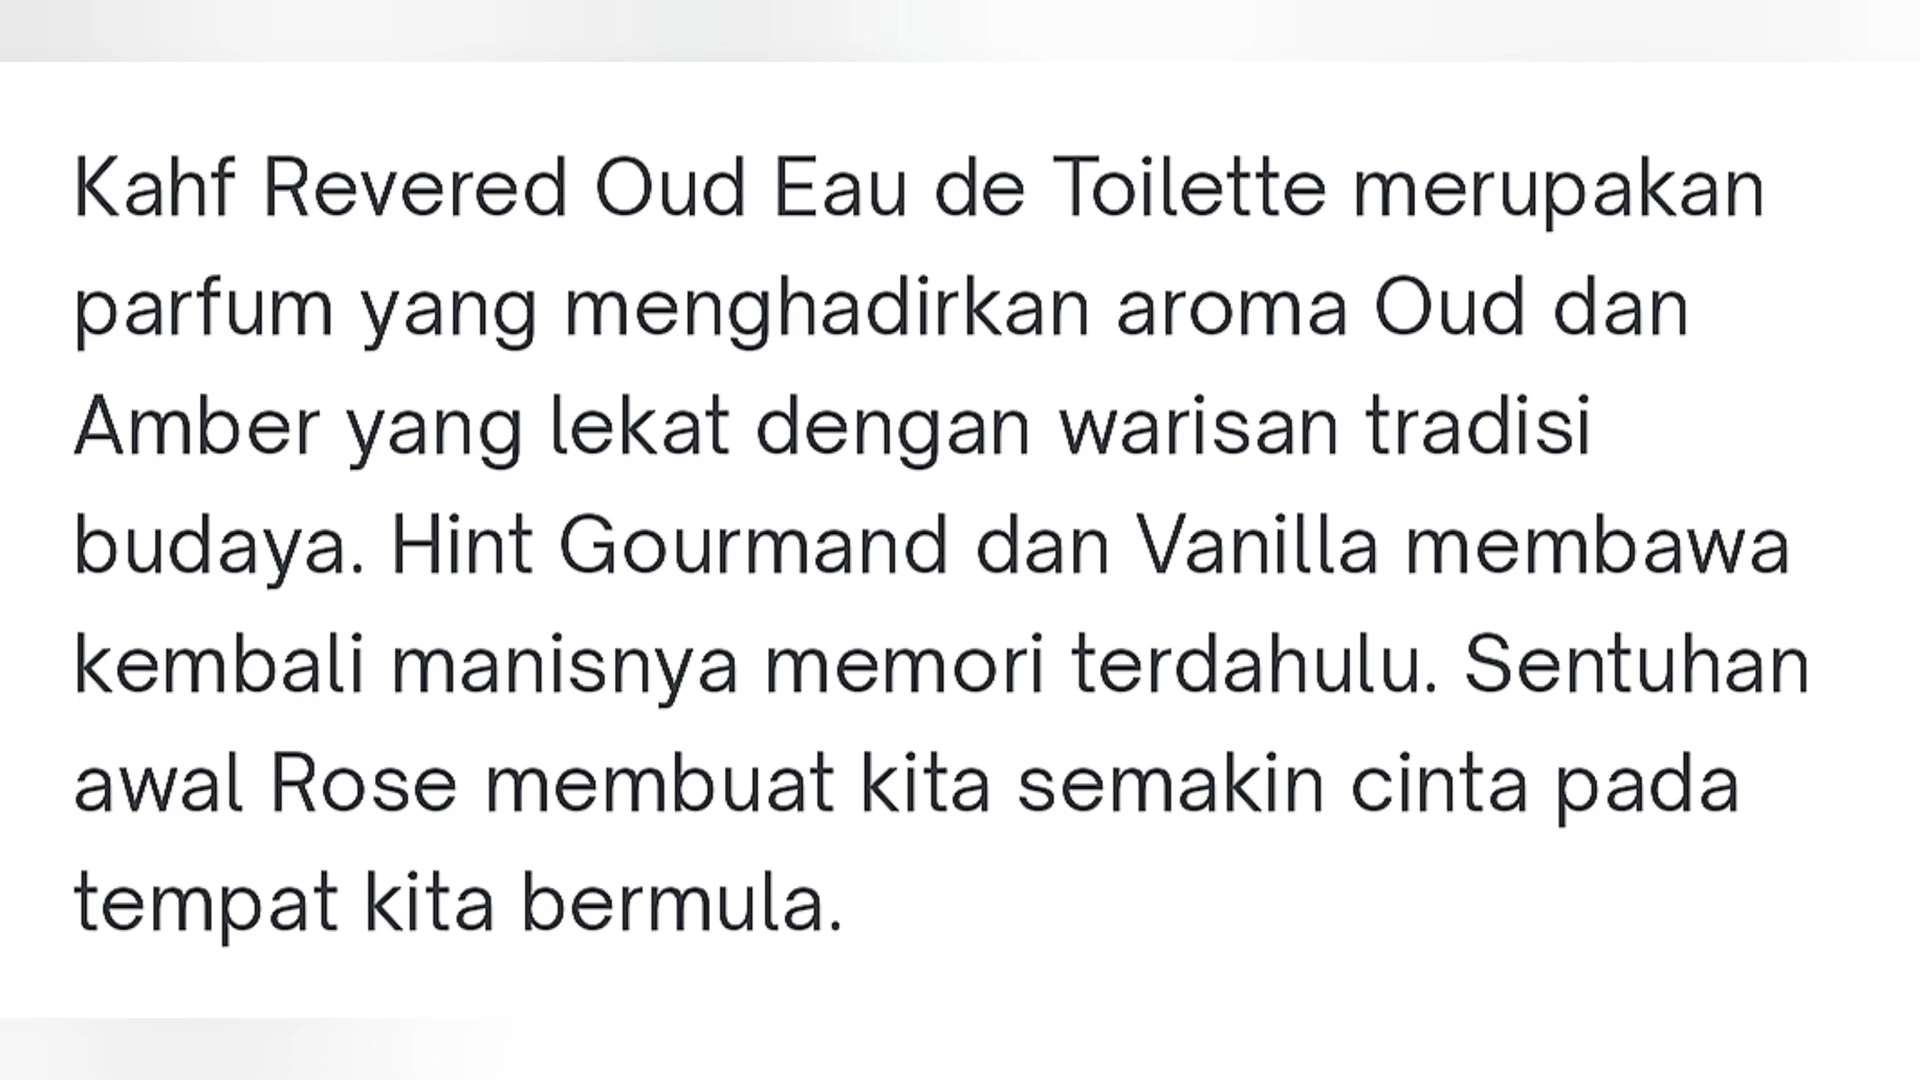 Kahf Revered Oud Eau de Toilette merupakan
parfum yang menghadirkan aroma Oud dan
Amber yang lekat dengan warisan tradisi
budaya. Hint Gourmand dan Vanilla membawa
kembali manisnya memori terdahulu. Sentuhan
awal Rose membuat kita semakin cinta pada
tempat kita bermula.